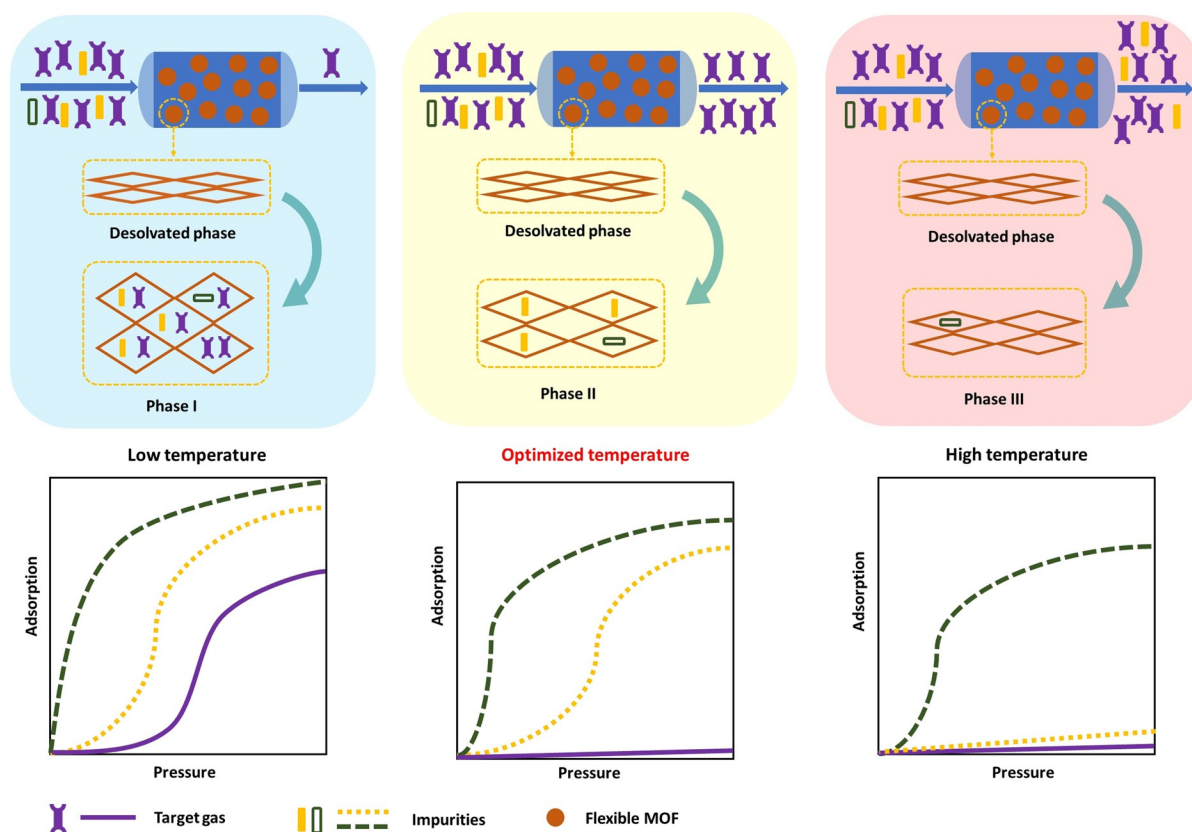 Desolvated phase
Phase I
Desolvated phase
Phase II
Desolvated phase
Phase III
Low temperature
Optimized temperature
High temperature
Adsorption
Pressure
Adsorption
Pressure
Adsorption
Pressure
Target gas
Impurities
Flexible MOF